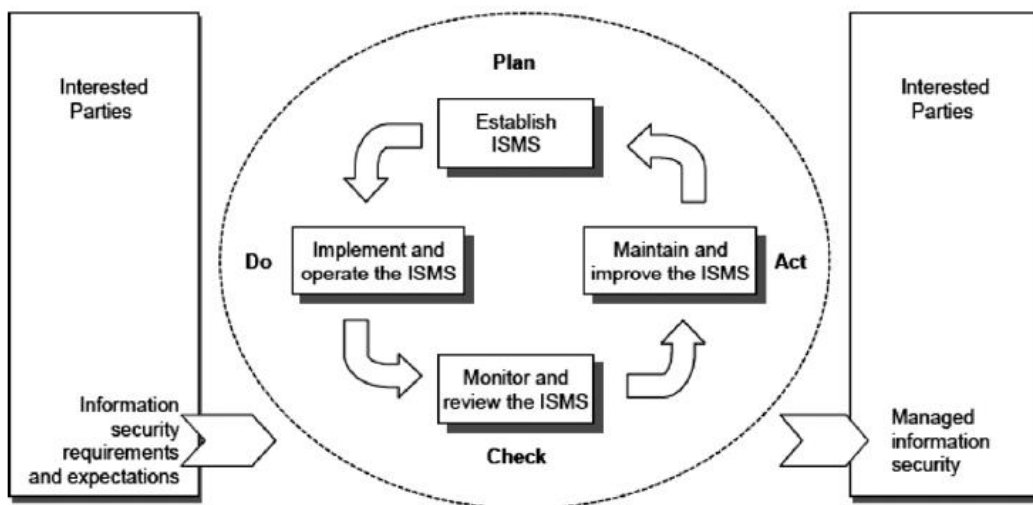 Interested
Parties
Information
security
requirements
and expectations
Plan
Establish
ISMS
Do
Implement and
operate the ISMS
Maintain and
improve the ISMS
Act
Monitor and
review the ISMS
Check
Interested
Parties
Managed
information
security